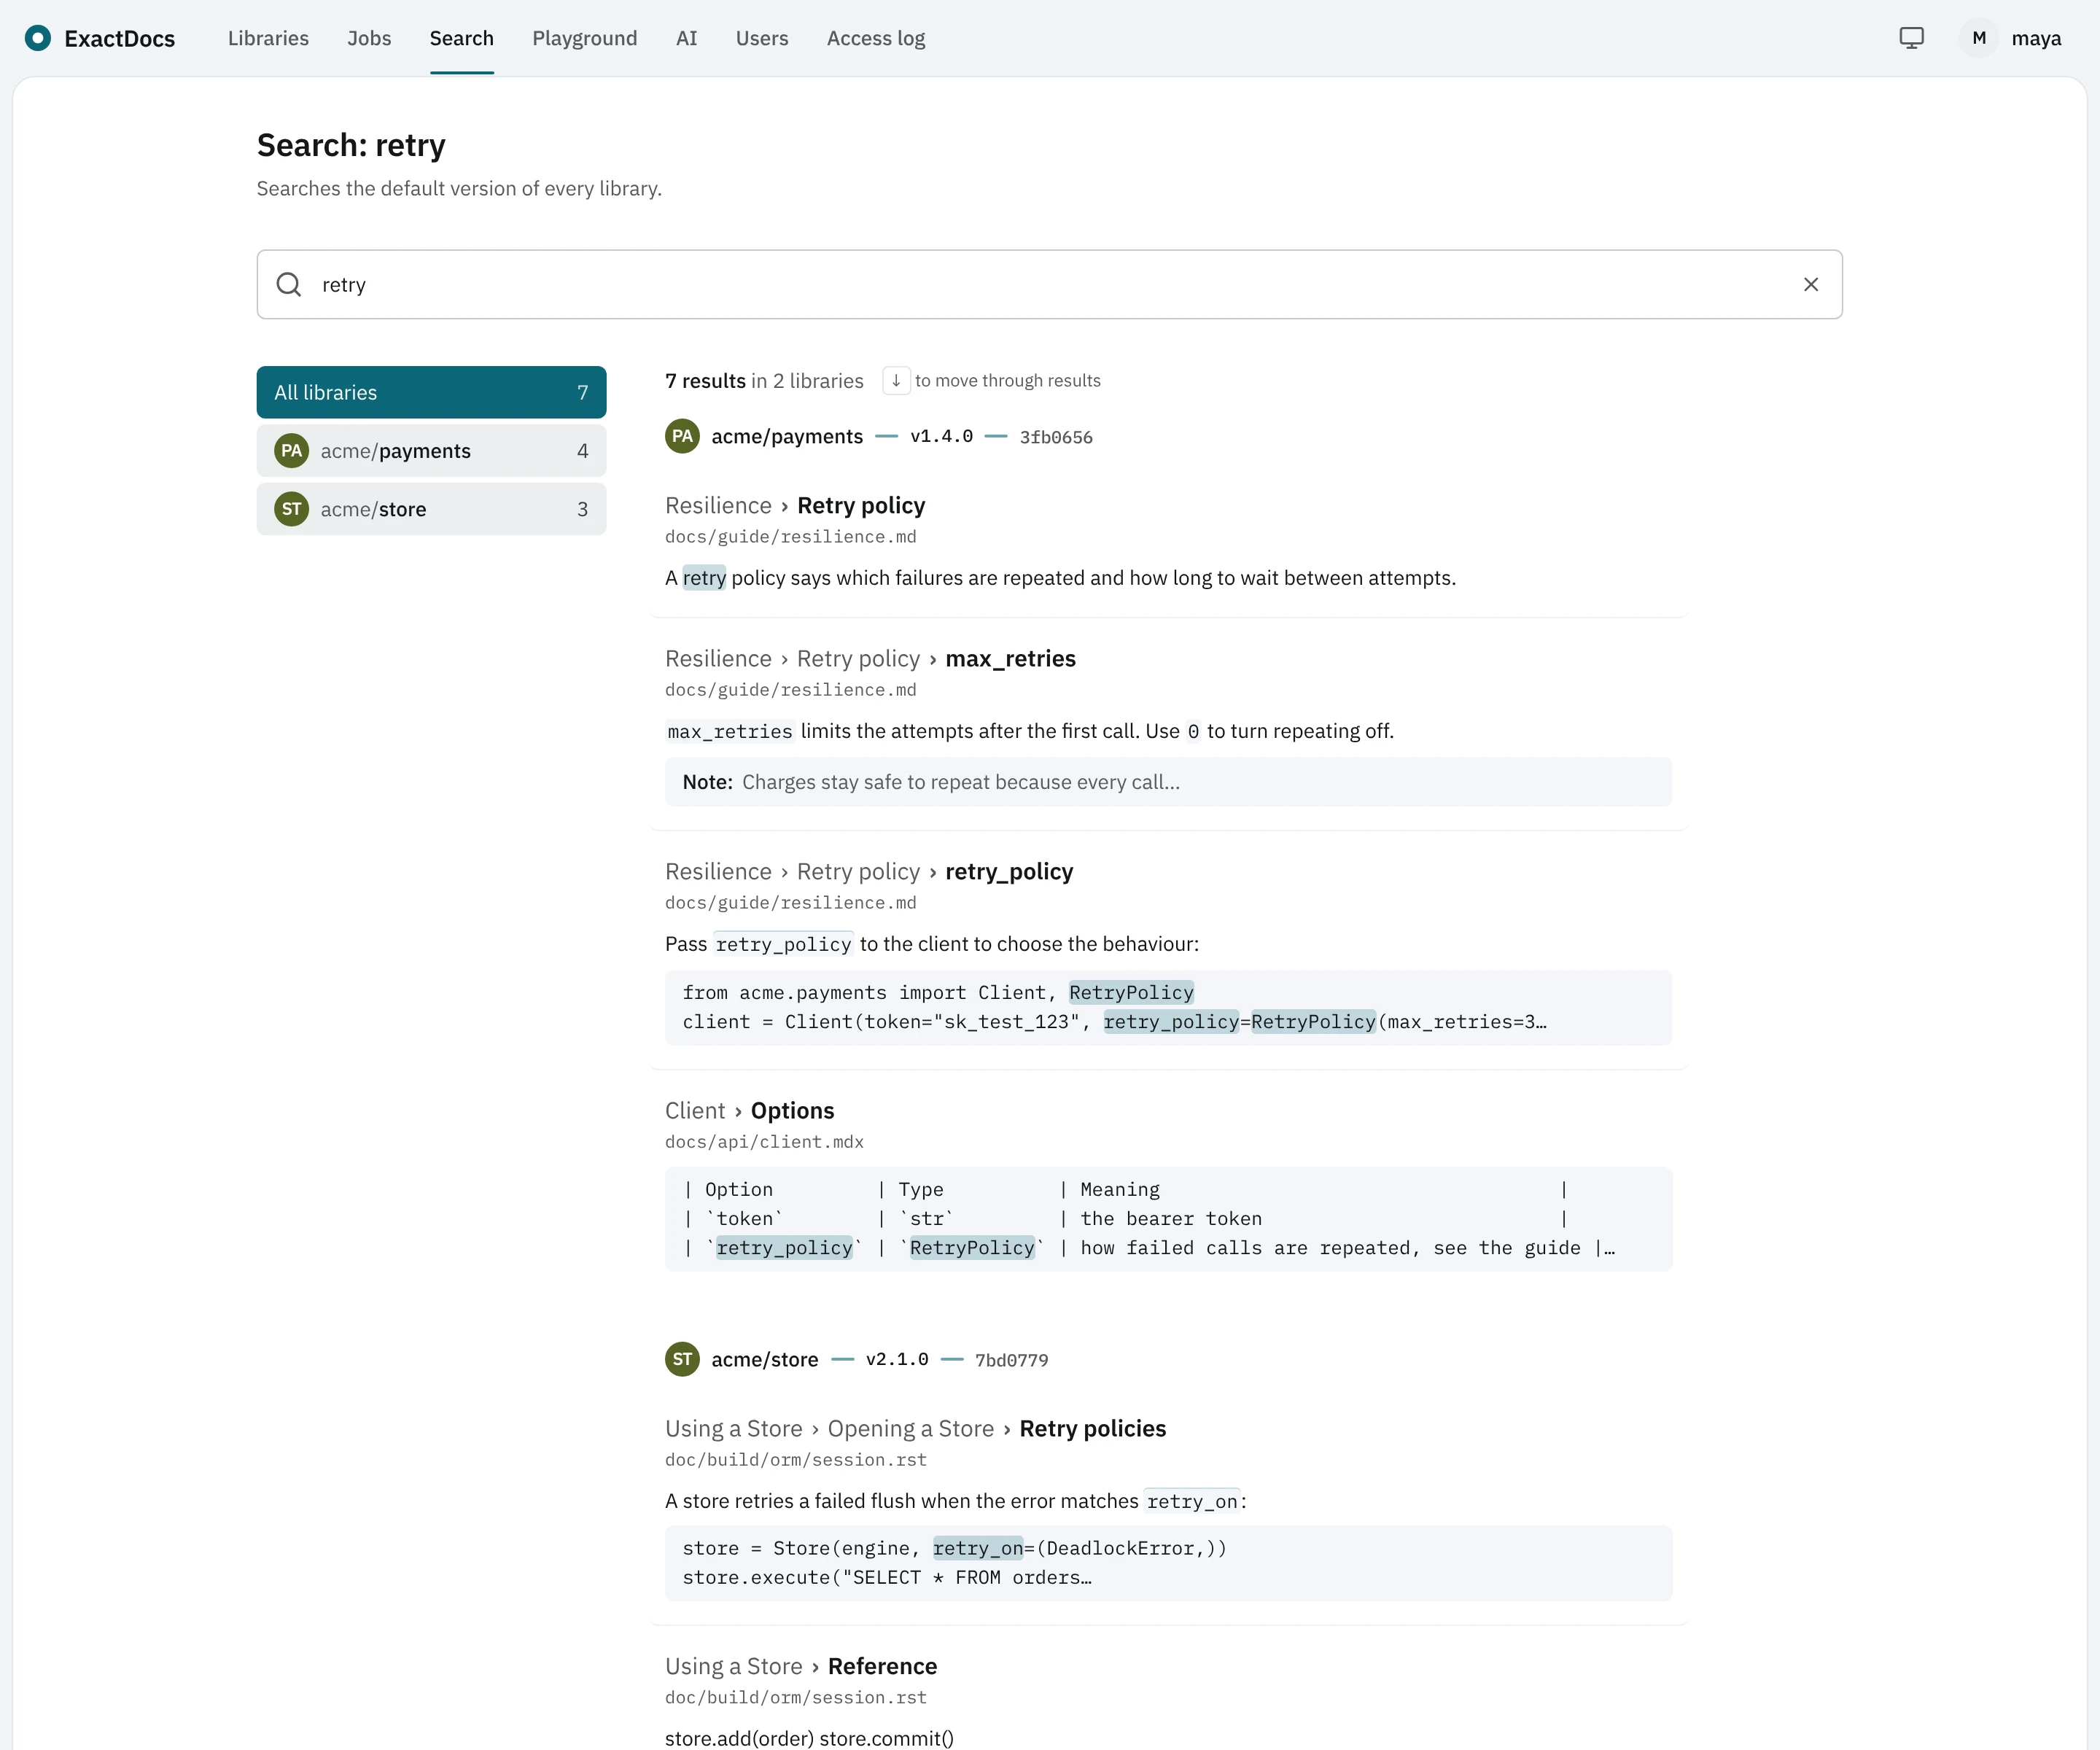 ExactDocs Libraries Jobs Search Playground AI Users Access log M maya
Search: retry
Searches the default version of every library.
retry
All libraries 7
PA acme/payments 4
ST acme/store 3
7 results in 2 libraries ↓ to move through results
PA acme/payments — v1.4.0 — 3fb0656
Resilience › Retry policy
docs/guide/resilience.md
A retry policy says which failures are repeated and how long to wait between attempts.
Resilience › Retry policy › max_retries
docs/guide/resilience.md
max_retries limits the attempts after the first call. Use 0 to turn repeating off.
Note: Charges stay safe to repeat because every call…
Resilience › Retry policy › retry_policy
docs/guide/resilience.md
Pass retry_policy to the client to choose the behaviour:
from acme.payments import Client, RetryPolicy
client = Client(token="sk_test_123", retry_policy=RetryPolicy(max_retries=3…
Client › Options
docs/api/client.mdx
| Option         | Type          | Meaning                                   |
| `token`        | `str`         | the bearer token                          |
| `retry_policy` | `RetryPolicy` | how failed calls are repeated, see the guide |…
ST acme/store — v2.1.0 — 7bd0779
Using a Store › Opening a Store › Retry policies
doc/build/orm/session.rst
A store retries a failed flush when the error matches retry_on:
store = Store(engine, retry_on=(DeadlockError,))
store.execute("SELECT * FROM orders…
Using a Store › Reference
doc/build/orm/session.rst
store.add(order) store.commit()